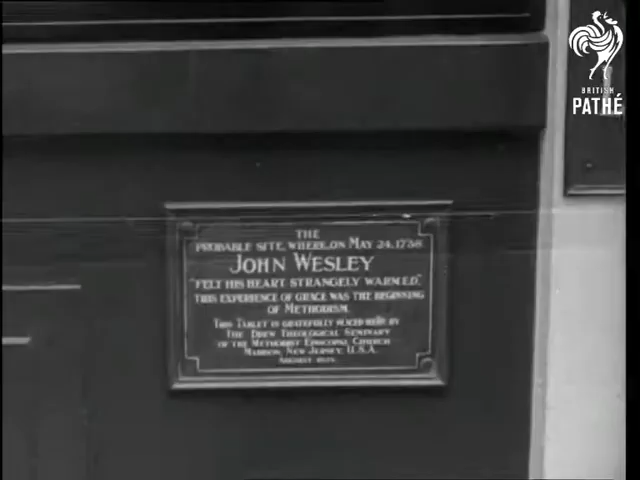 BRITISH
PATHÉ
THE
PROBABLE SITE, WHERE, ON MAY 24, 1738
JOHN WESLEY
"FELT HIS HEART STRANGELY WARMED."
THIS EXPERIENCE OF GRACE WAS THE BEGINNING
OF METHODISM.
THIS TABLET IS GRATEFULLY PLACED HERE BY
THE DREW THEOLOGICAL SEMINARY
OF THE METHODIST EPISCOPAL CHURCH
MADISON, NEW JERSEY, U.S.A.
AUGUST